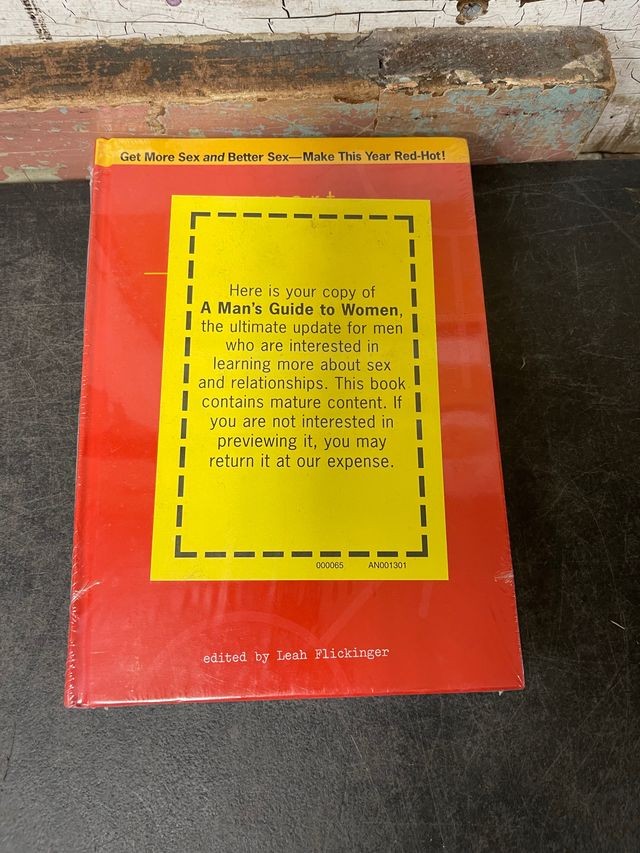 Get More Sex and Better Sex—Make This Year Red-Hot!
Here is your copy of
A Man's Guide to Women,
the ultimate update for men
who are interested in
learning more about sex
and relationships. This book
contains mature content. If
you are not interested in
previewing it, you may
return it at our expense.
000065 AN001301
edited by Leah Flickinger